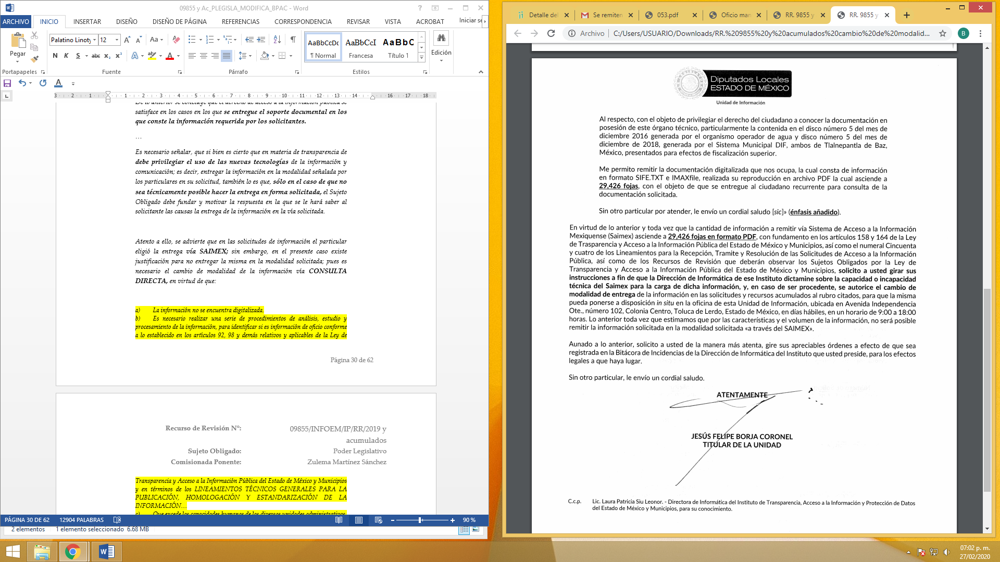 09855 y Ac_PLEGISLA_MODIFICA_BPAC - Word
ARCHIVO INICIO INSERTAR DISEÑO DISEÑO DE PÁGINA REFERENCIAS CORRESPONDENCIA REVISAR VISTA ACROBAT Iniciar se
Palatino Linoty 12
Pegar
N K S abc x₂ x²
AaBbCcDc AaBbCcI AaBbC
¶ Normal Francesa Título 1
Edición
Portapapeles Fuente Párrafo Estilos
3 2 1 1 2 3 4 5 6 7 8 9 10 11 12 13 14 16 17 18
De lo anterior se concluye que el derecho de acceso a la información pública se
satisface en los casos en los que se entregue el soporte documental en los
que conste la información requerida por los solicitantes.
…
Es necesario señalar, que si bien es cierto que en materia de transparencia de
debe privilegiar el uso de las nuevas tecnologías de la información y
comunicación; es decir, entregar la información en la modalidad señalada por
los particulares en su solicitud, también lo es que, sólo en el caso de que no
sea técnicamente posible hacer la entrega en forma solicitada, el Sujeto
Obligado debe fundar y motivar la respuesta en la que se le hará saber al
solicitante las causas la entrega de la información en la vía solicitada.
Atento a ello, se advierte que en las solicitudes de información el particular
eligió la entrega vía SAIMEX; sin embargo, en el presente caso existe
justificación para no entregar la misma en la modalidad solicitada; pues es
necesario el cambio de modalidad de la información vía CONSULTA
DIRECTA, en virtud de que:
a) La información no se encuentra digitalizada.
b) Es necesario realizar una serie de procedimientos de análisis, estudio y
procesamiento de la información, para identificar si es información de oficio conforme
a lo establecido en los artículos 92, 98 y demás relativos y aplicables de la Ley de
Página 30 de 62
Recurso de Revisión N°: 09855/INFOEM/IP/RR/2019 y
acumulados
Sujeto Obligado: Poder Legislativo
Comisionada Ponente: Zulema Martínez Sánchez
Transparencia y Acceso a la Información Pública del Estado de México y Municipios
y en términos de los LINEAMIENTOS TÉCNICOS GENERALES PARA LA
PUBLICACIÓN, HOMOLOGACIÓN Y ESTANDARIZACIÓN DE LA
INFORMACIÓN…
c) Que excede las capacidades humanas de las diversas unidades administrativas,
PÁGINA 30 DE 62 12904 PALABRAS 90 %
2 elementos 1 elemento seleccionado 6.68 MB
Detalle del Se remiten 053.pdf Oficio man RR. 9855 y RR. 9855 y
Archivo C:/Users/USUARIO/Downloads/RR.%209855%20y%20acumulados%20cambio%20de%20modalid... B
Diputados Locales
ESTADO DE MÉXICO
Unidad de Información
Al respecto, con el objeto de privilegiar el derecho del ciudadano a conocer la documentación en
posesión de este órgano técnico, particularmente la contenida en el disco número 5 del mes de
diciembre 2016 generada por el organismo operador de agua y disco número 5 del mes de
diciembre de 2018, generada por el Sistema Municipal DIF, ambos de Tlalnepantla de Baz,
México, presentados para efectos de fiscalización superior.
Me permito remitir la documentación digitalizada que nos ocupa, la cual consta de información
en formato SIFE.TXT e IMAXfile, realizada su reproducción en archivo PDF la cual asciende a
29,426 fojas, con el objeto de que se entregue al ciudadano recurrente para consulta de la
documentación solicitada.
Sin otro particular por atender, le envío un cordial saludo [sic]» (énfasis añadido).
En virtud de lo anterior y toda vez que la cantidad de información a remitir vía Sistema de Acceso a la Información
Mexiquense (Saimex) asciende a 29,426 fojas en formato PDF, con fundamento en los artículos 158 y 164 de la Ley
de Trasparencia y Acceso a la Información Pública del Estado de México y Municipios, así como el numeral Cincuenta
y cuatro de los Lineamientos para la Recepción, Tramite y Resolución de las Solicitudes de Acceso a la Información
Pública, así como de los Recursos de Revisión que deberán observar los Sujetos Obligados por la Ley de
Transparencia y Acceso a la Información Pública del Estado de México y Municipios, solicito a usted girar sus
instrucciones a fin de que la Dirección de Informática de ese Instituto dictamine sobre la capacidad o incapacidad
técnica del Saimex para la carga de dicha información, y, en caso de ser procedente, se autorice el cambio de
modalidad de entrega de la información en las solicitudes y recursos acumulados al rubro citados, para que la misma
pueda ponerse a disposición in situ en la oficina de esta Unidad de Información, ubicada en Avenida Independencia
Ote., número 102, Colonia Centro, Toluca de Lerdo, Estado de México, en días hábiles, en un horario de 9:00 a 18:00
horas. Lo anterior toda vez que estimamos que por las características y el volumen de la información, no será posible
remitir la información solicitada en la modalidad solicitada «a través del SAIMEX».
Aunado a lo anterior, solicito a usted de la manera más atenta, gire sus apreciables órdenes a efecto de que sea
registrada en la Bitácora de Incidencias de la Dirección de Informática del Instituto que usted preside, para los efectos
legales a que haya lugar.
Sin otro particular, le envío un cordial saludo.
ATENTAMENTE
JESÚS FELIPE BORJA CORONEL
TITULAR DE LA UNIDAD
C.c.p. Lic. Laura Patricia Siu Leonor. - Directora de Informática del Instituto de Transparencia, Acceso a la Información y Protección de Datos
del Estado de México y Municipios, para su conocimiento.
07:02 p. m.
27/02/2020